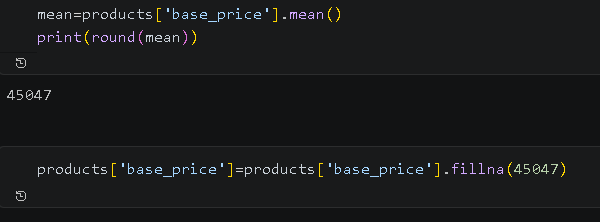 mean=products['base_price'].mean()
print(round(mean))
45047
products['base_price']=products['base_price'].fillna(45047)